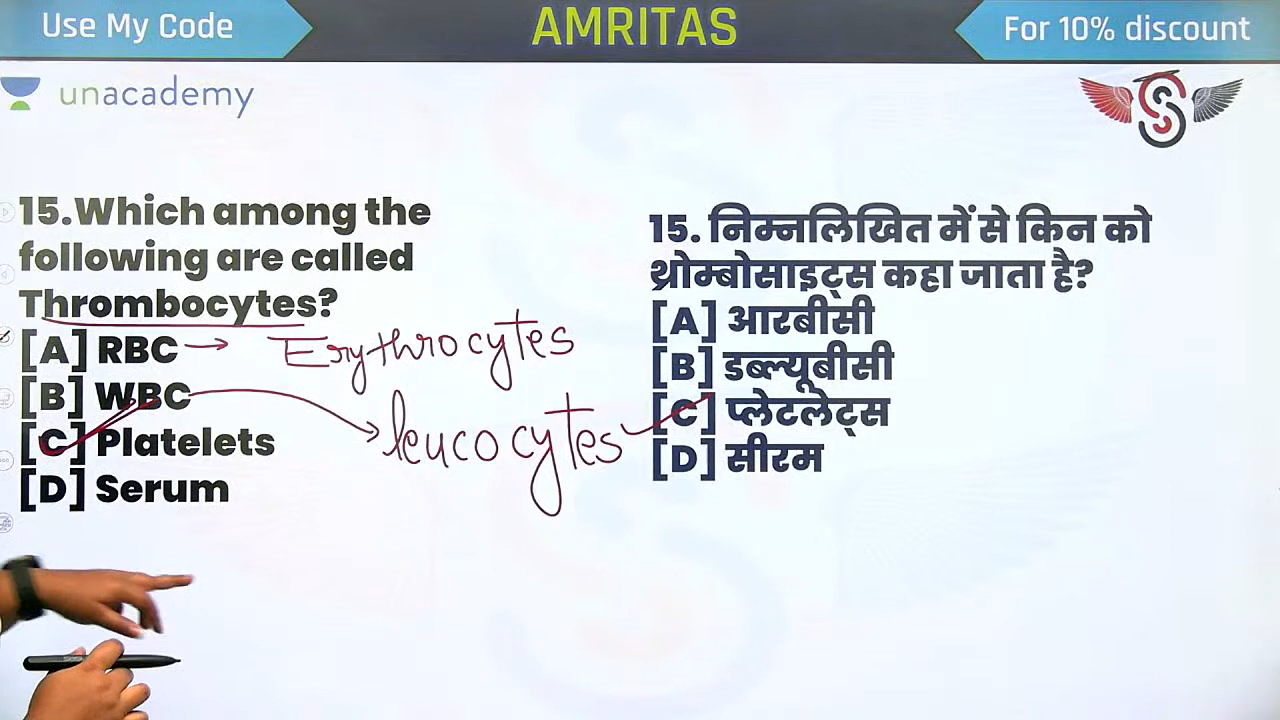 Use My Code
AMRITAS
For 10% discount
unacademy
15.Which among the
following are called
Thrombocytes?
[A] RBC → Erythrocytes
[B] WBC → leucocytes
[C] Platelets
[D] Serum
15. निम्नलिखित में से किन को
थ्रोम्बोसाइट्स कहा जाता है?
[A] आरबीसी
[B] डब्ल्यूबीसी
[C] प्लेटलेट्स
[D] सीरम